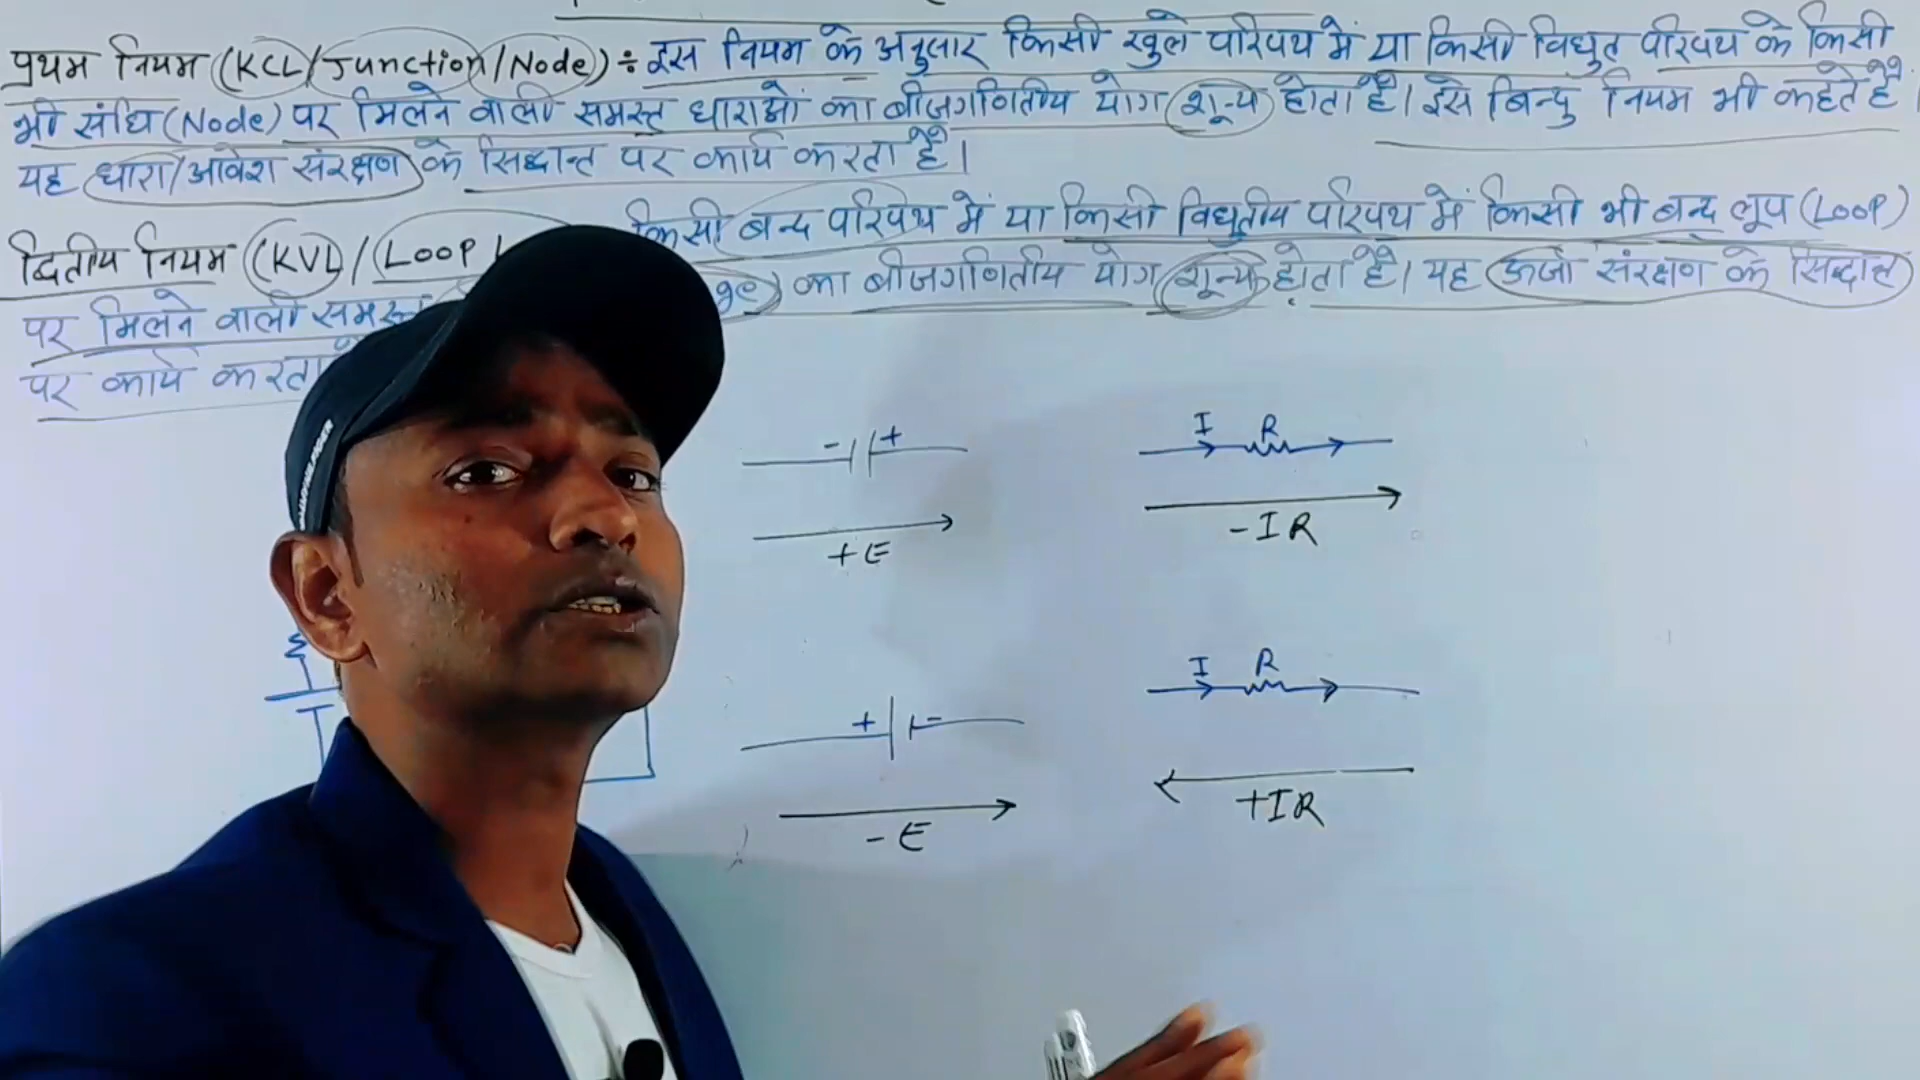 प्रथम नियम (KCL/Junction/Node) ÷ इस नियम के अनुसार किसी खुले परिपथ में या किसी विधुत परिपथ के किसी
भी संधि (Node) पर मिलने वाली समस्त धाराओं का बीजगणितीय योग शून्य होता है। इसे बिन्दु नियम भी कहते है।
यह धारा/आवेश संरक्षण के सिद्धान्त पर कार्य करता है।
द्वितीय नियम (KVL/(Loop किसी बन्द परिपथ में या किसी विधुतीय परिपथ में किसी भी बन्द लूप (Loop)
पर मिलने वाली समस्त ge) का बीजगणितीय योग शून्य होता है। यह ऊर्जा संरक्षण के सिद्धान्त
पर कार्य करता
- +
+E
I R
-IR
+ -
-E
I R
+IR